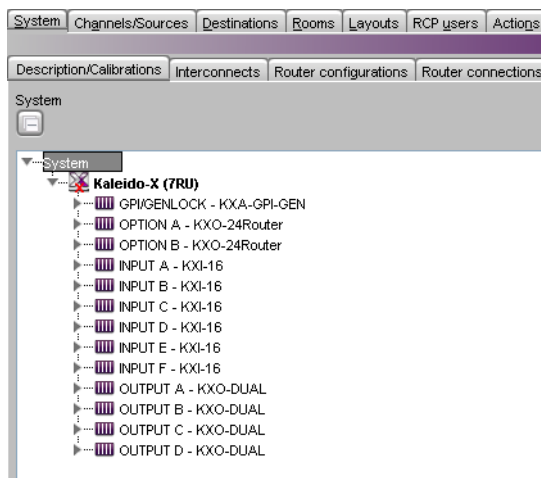 System Channels/Sources Destinations Rooms Layouts RCP users Actions
Description/Calibrations Interconnects Router configurations Router connections
System
System
Kaleido-X (7RU)
GPI/GENLOCK - KXA-GPI-GEN
OPTION A - KXO-24Router
OPTION B - KXO-24Router
INPUT A - KXI-16
INPUT B - KXI-16
INPUT C - KXI-16
INPUT D - KXI-16
INPUT E - KXI-16
INPUT F - KXI-16
OUTPUT A - KXO-DUAL
OUTPUT B - KXO-DUAL
OUTPUT C - KXO-DUAL
OUTPUT D - KXO-DUAL